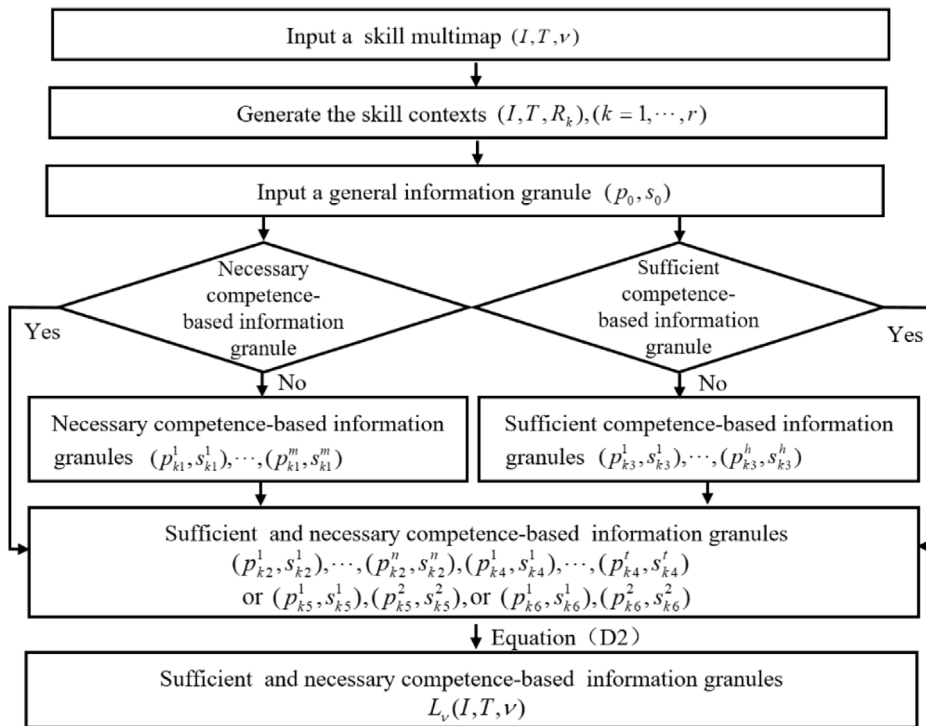 Input a skill multimap (I,T,ν)
Generate the skill contexts (I,T,R_k),(k=1,⋯,r)
Input a general information granule (p_0,s_0)
Necessary
competence-
based information
granule
Sufficient
competence-
based information
granule
Yes
Yes
No
No
Necessary competence-based information
granules (p_{k1}^1,s_{k1}^1),⋯,(p_{k1}^m,s_{k1}^m)
Sufficient competence-based information
granules (p_{k3}^1,s_{k3}^1),⋯,(p_{k3}^h,s_{k3}^h)
Sufficient and necessary competence-based information granules
(p_{k2}^1,s_{k2}^1),⋯,(p_{k2}^n,s_{k2}^n),(p_{k4}^1,s_{k4}^1),⋯,(p_{k4}^t,s_{k4}^t)
or (p_{k5}^1,s_{k5}^1),(p_{k5}^2,s_{k5}^2),or (p_{k6}^1,s_{k6}^1),(p_{k6}^2,s_{k6}^2)
Equation（D2）
Sufficient and necessary competence-based information granules
L_ν(I,T,ν)